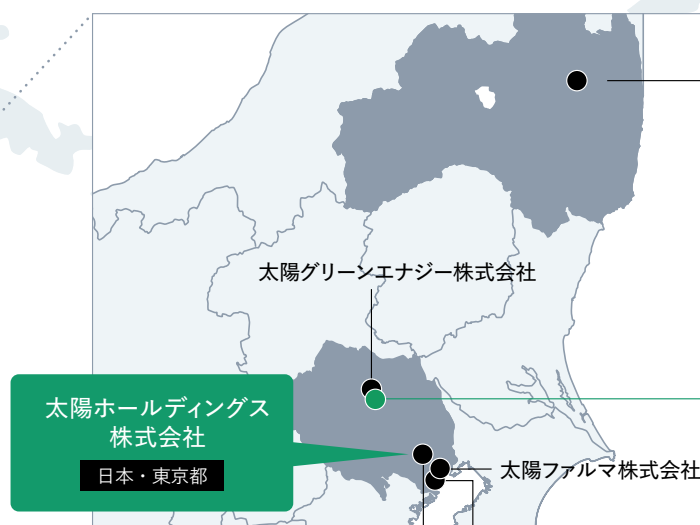 太陽グリーンエナジー株式会社
太陽ホールディングス
株式会社
日本・東京都
太陽ファルマ株式会社